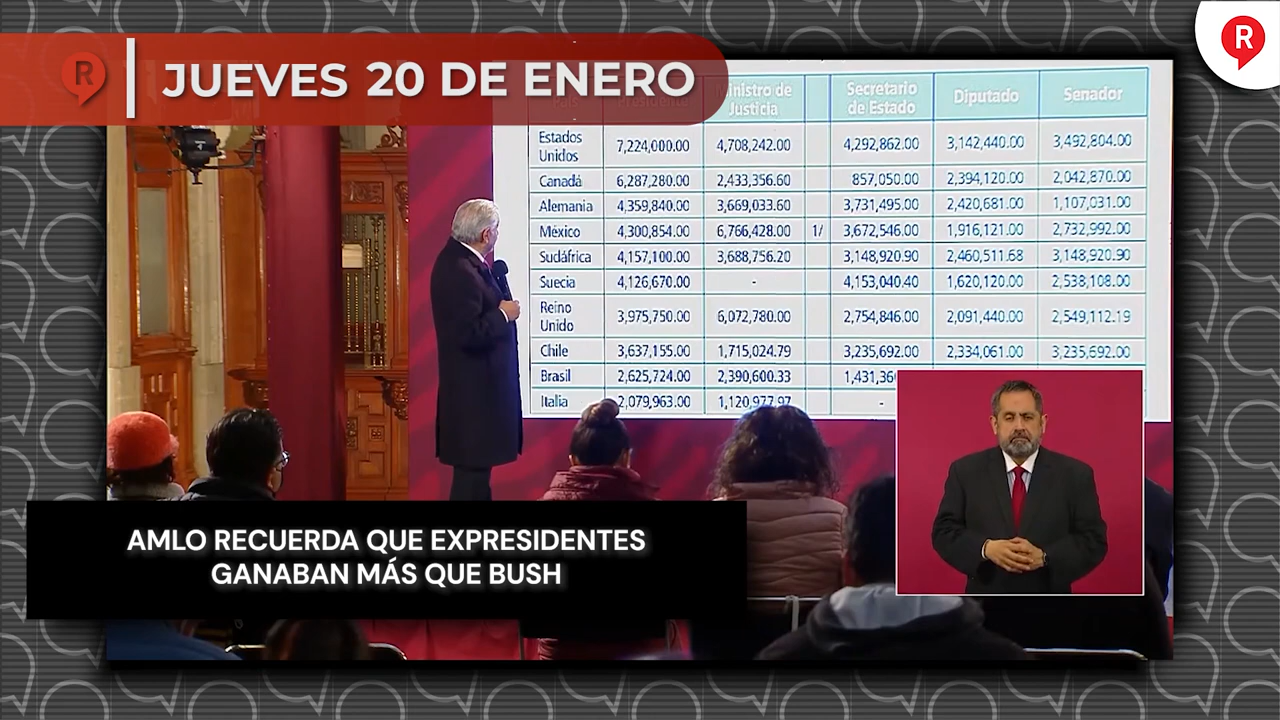 R
R JUEVES 20 DE ENERO
País Presidente Ministro de Justicia Secretario de Estado Diputado Senador
Estados Unidos 7,224,000.00 4,708,242.00 4,292,862.00 3,142,440.00 3,492,804.00
Canadá 6,287,280.00 2,433,356.60 857,050.00 2,394,120.00 2,042,870.00
Alemania 4,359,840.00 3,669,033.60 3,731,495.00 2,420,681.00 1,107,031.00
México 4,300,854.00 6,766,428.00 1/ 3,672,546.00 1,916,121.00 2,732,992.00
Sudáfrica 4,157,100.00 3,688,756.20 3,148,920.90 2,460,511.68 3,148,920.90
Suecia 4,126,670.00 - 4,153,040.40 1,620,120.00 2,538,108.00
Reino Unido 3,975,750.00 6,072,780.00 2,754,846.00 2,091,440.00 2,549,112.19
Chile 3,637,155.00 1,715,024.79 3,235,692.00 2,334,061.00 3,235,692.00
Brasil 2,625,724.00 2,390,600.33 1,431,36
Italia 2,079,963.00 1,120,977.97 -
AMLO RECUERDA QUE EXPRESIDENTES
GANABAN MÁS QUE BUSH